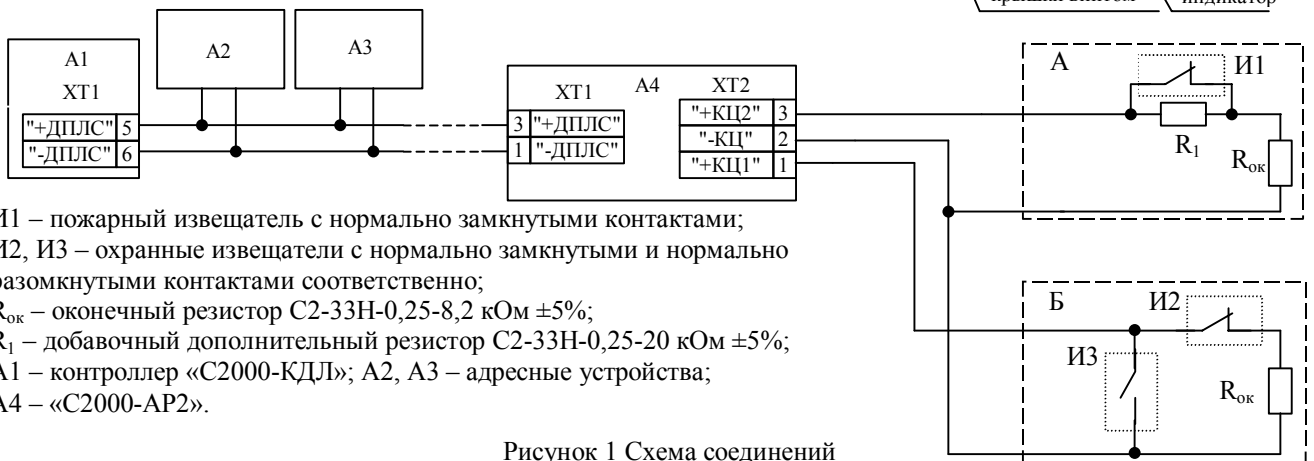 крышки винтом
индикатор
А1
ХТ1
"+ДПЛС" 5
"-ДПЛС" 6
А2
А3
А4
ХТ1
3 "+ДПЛС"
1 "-ДПЛС"
ХТ2
"+КЦ2" 3
"-КЦ" 2
"+КЦ1" 1
А
И1
R1
Rок
Б
И2
И3
Rок
И1 – пожарный извещатель с нормально замкнутыми контактами;
И2, И3 – охранные извещатели с нормально замкнутыми и нормально
разомкнутыми контактами соответственно;
Rок – оконечный резистор С2-33Н-0,25-8,2 кОм ±5%;
R1 – добавочный дополнительный резистор С2-33Н-0,25-20 кОм ±5%;
А1 – контроллер «С2000-КДЛ»; А2, А3 – адресные устройства;
А4 – «С2000-АР2».
Рисунок 1 Схема соединений